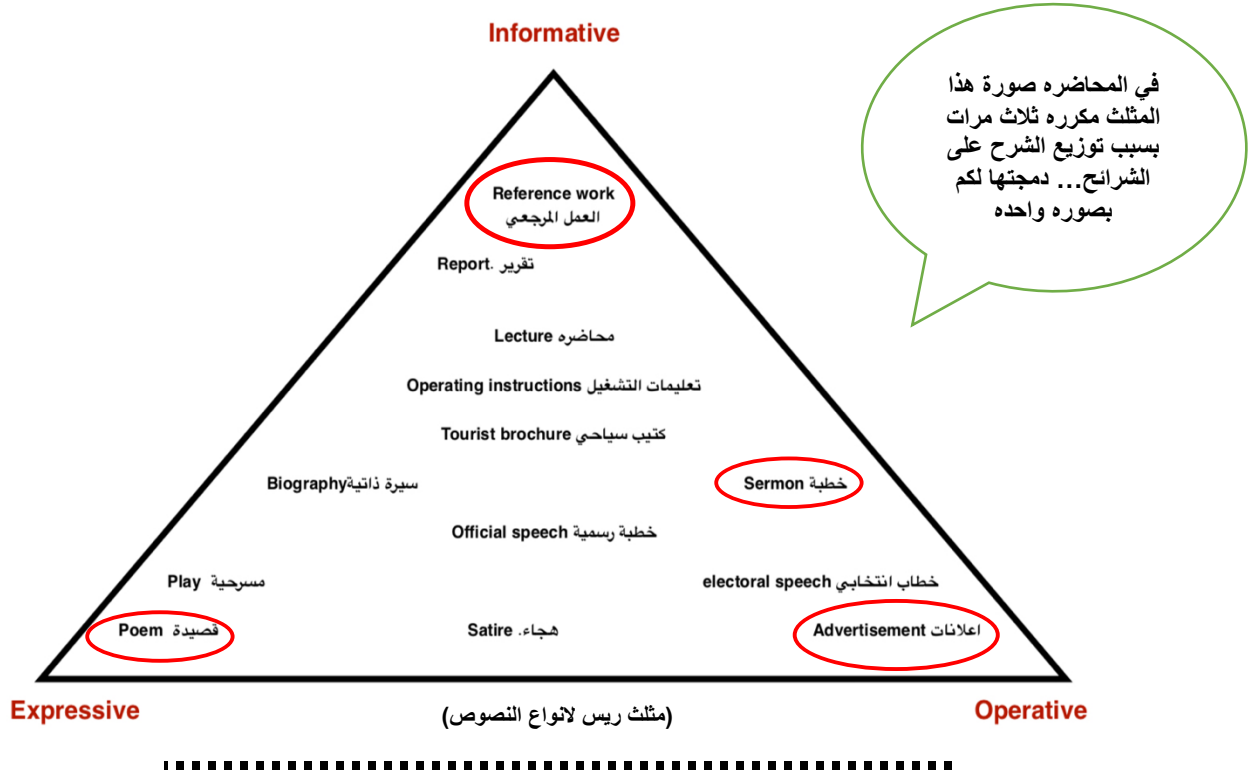 Informative
في المحاضره صورة هذا
المثلث مكرره ثلاث مرات
بسبب توزيع الشرح على
الشرائح... دمجتها لكم
بصوره واحده
Reference work
العمل المرجعي
Report. تقرير
Lecture محاضره
Operating instructions تعليمات التشغيل
Tourist brochure كتيب سياحي
Biographyسيرة ذاتية
Sermon خطبة
Official speech خطبة رسمية
Play مسرحية
electoral speech خطاب انتخابي
Poem قصيدة
Satire .هجاء
Advertisement اعلانات
Expressive
(مثلث ريس لانواع النصوص)
Operative